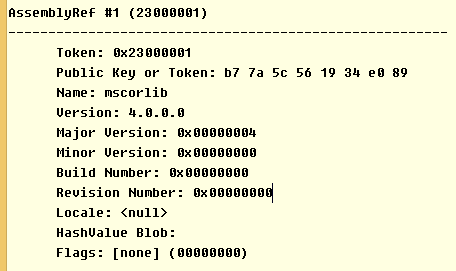 AssemblyRef #1 (23000001)
-------------------------------------------------------
Token: 0x23000001
Public Key or Token: b7 7a 5c 56 19 34 e0 89
Name: mscorlib
Version: 4.0.0.0
Major Version: 0x00000004
Minor Version: 0x00000000
Build Number: 0x00000000
Revision Number: 0x00000000
Locale: <null>
HashValue Blob:
Flags: [none] (00000000)